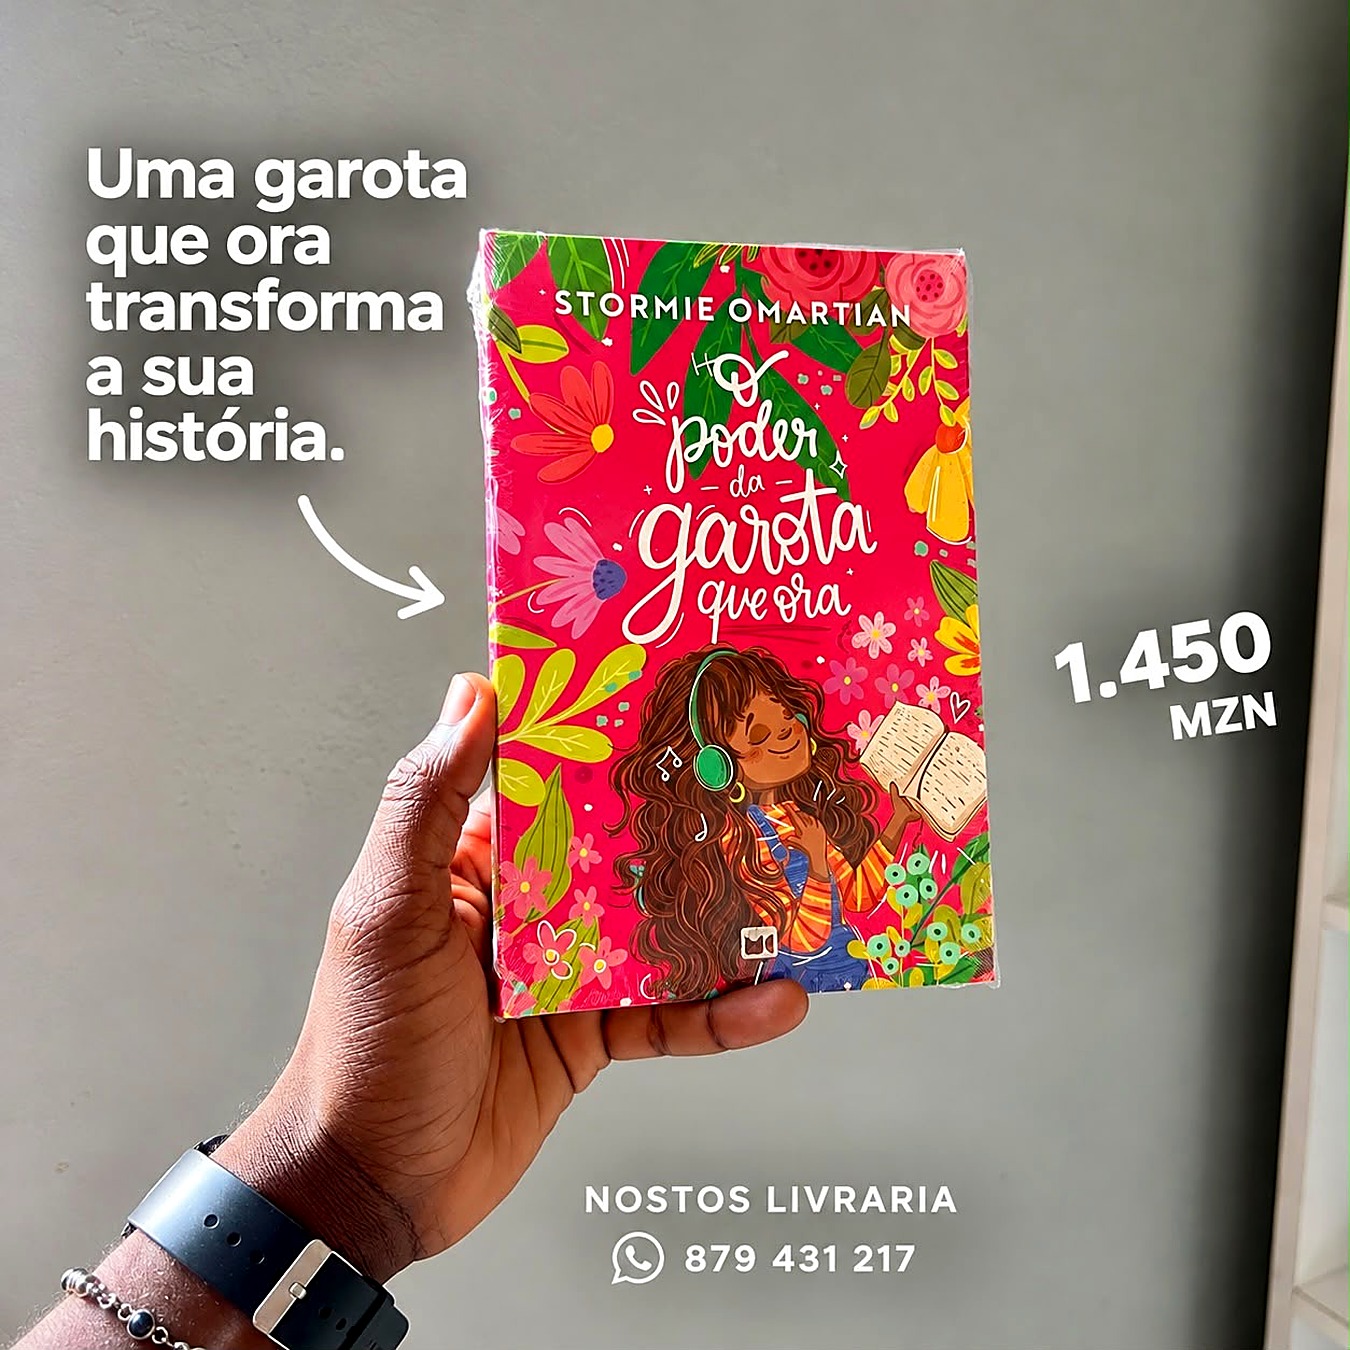 Uma garota
que ora
transforma
a sua
história.
STORMIE OMARTIAN
O
poder
da
garota
que ora
1.450
MZN
NOSTOS LIVRARIA
879 431 217